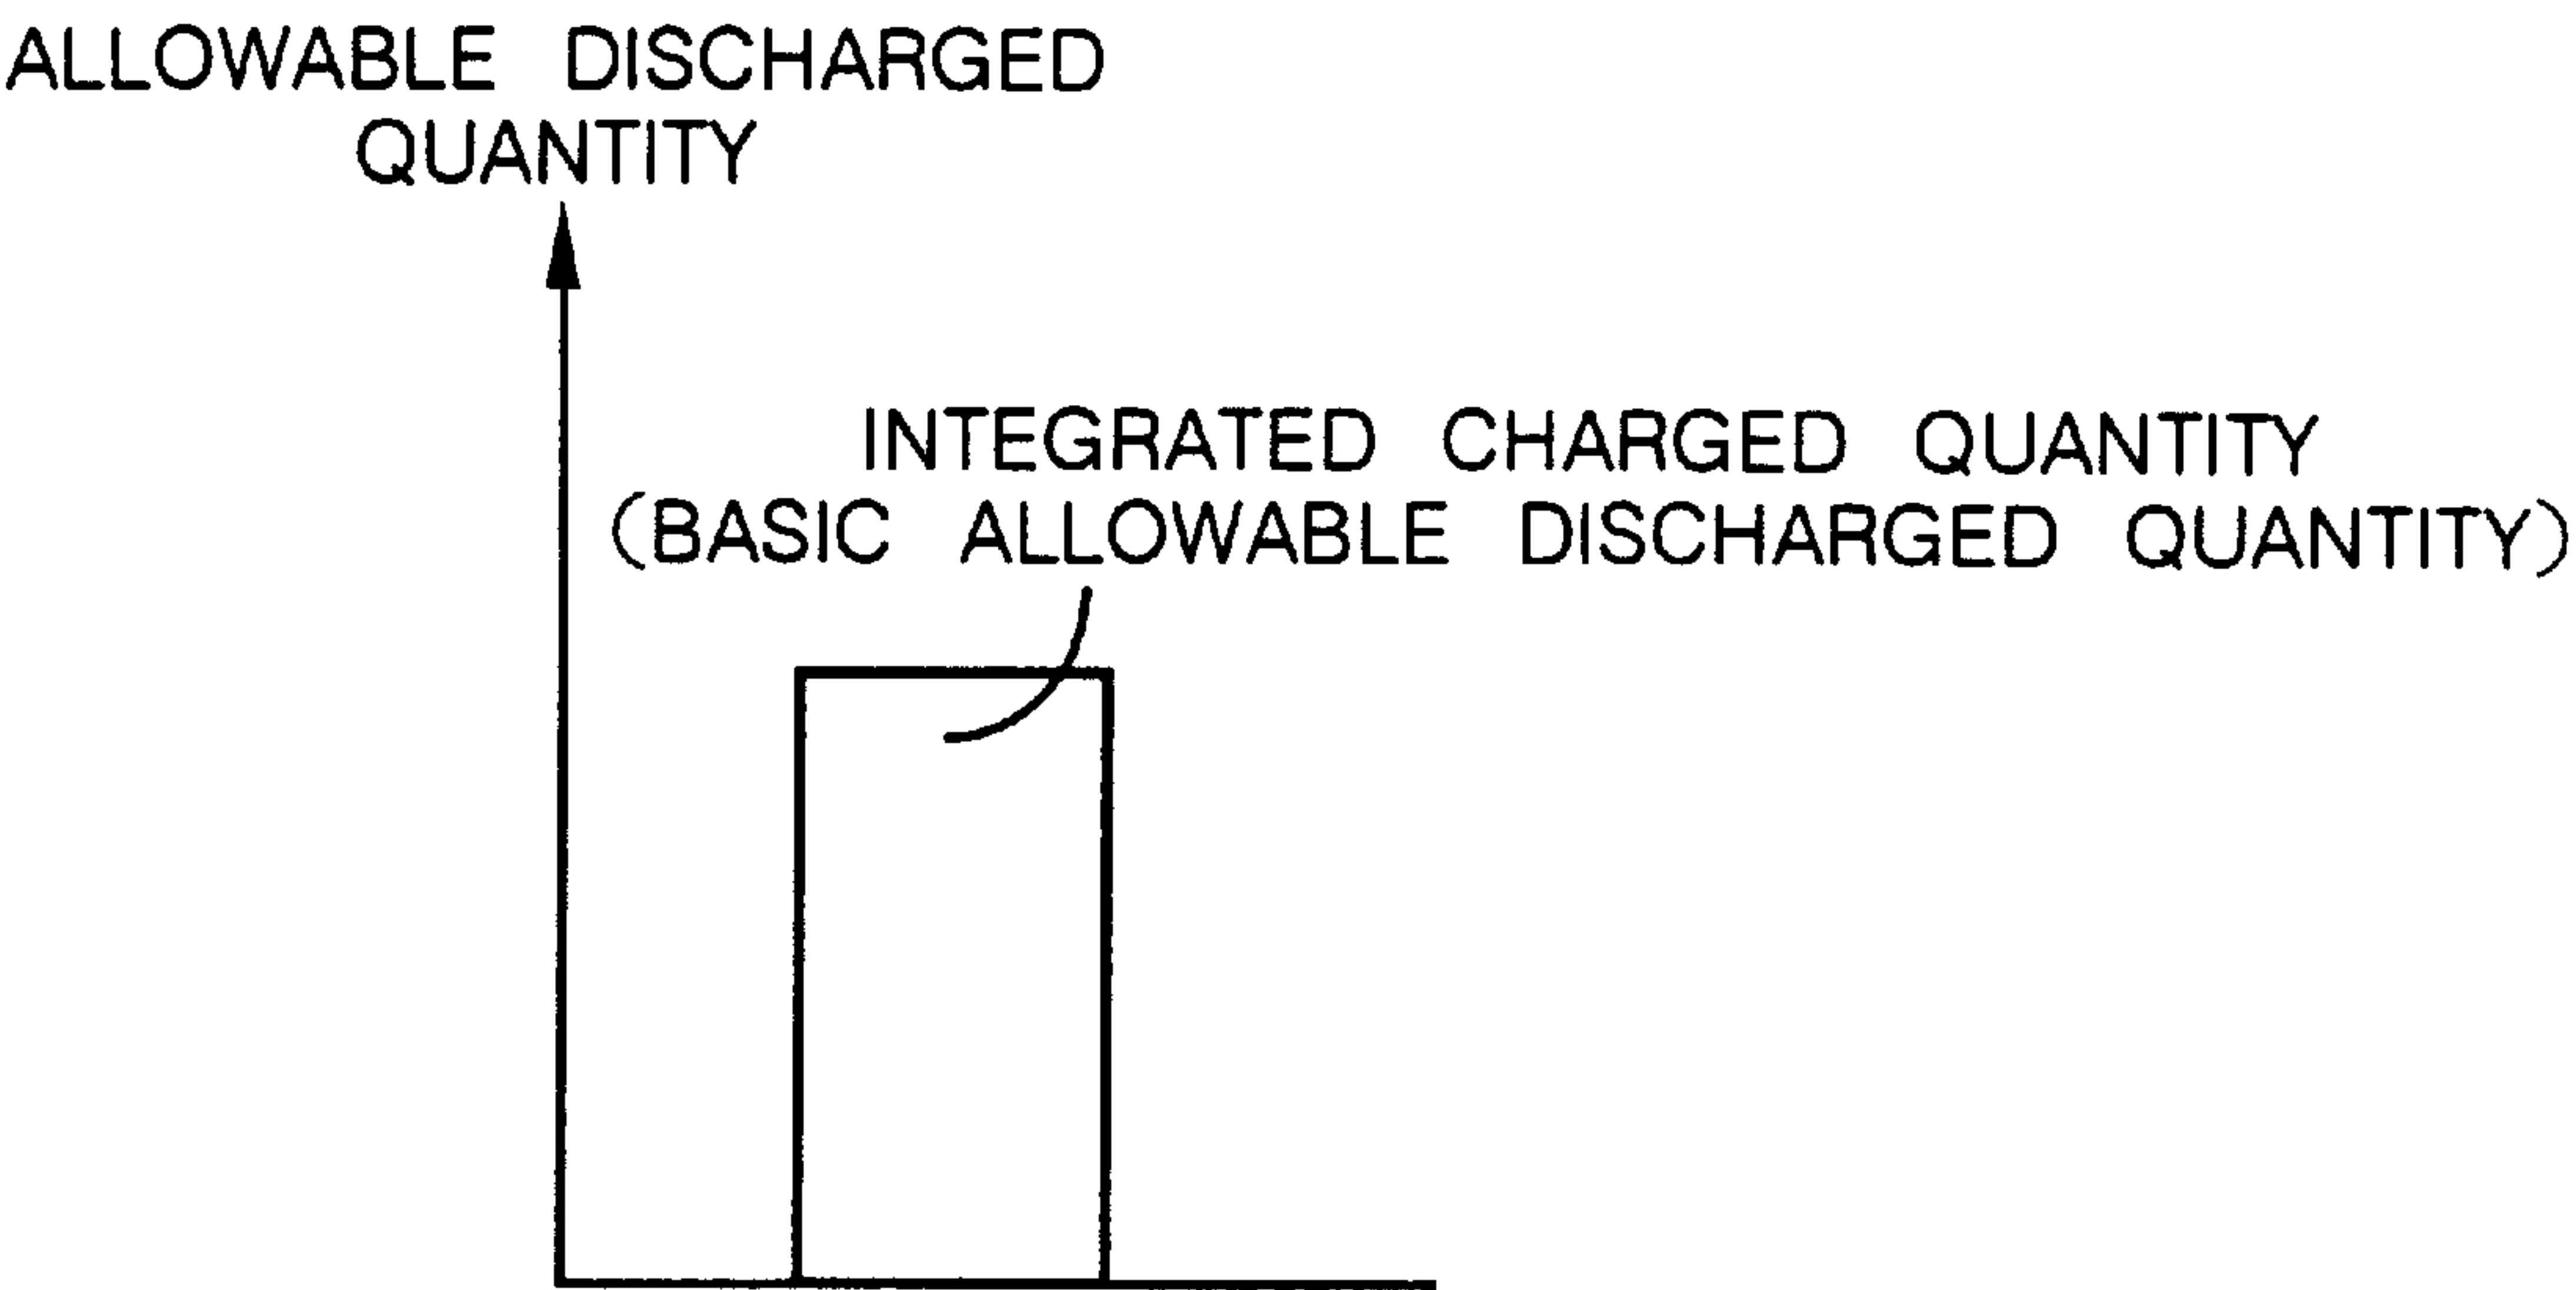 ALLOWABLE DISCHARGED
QUANTITY
INTEGRATED CHARGED QUANTITY
(BASIC ALLOWABLE DISCHARGED QUANTITY)